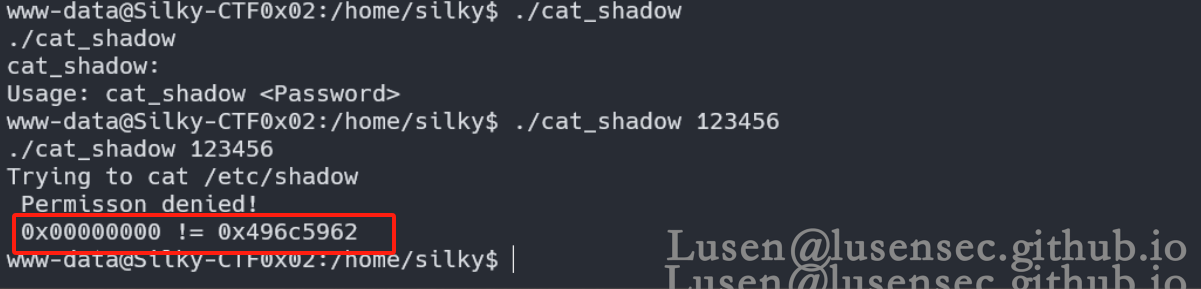 www-data@Silky-CTF0x02:/home/silky$ ./cat_shadow
./cat_shadow
cat_shadow:
Usage: cat_shadow <Password>
www-data@Silky-CTF0x02:/home/silky$ ./cat_shadow 123456
./cat_shadow 123456
Trying to cat /etc/shadow
Permisson denied!
0x00000000 != 0x496c5962
www-data@Silky-CTF0x02:/home/silky$
Lusen@lusensec.github.io
Lusen@lusensec.github.io